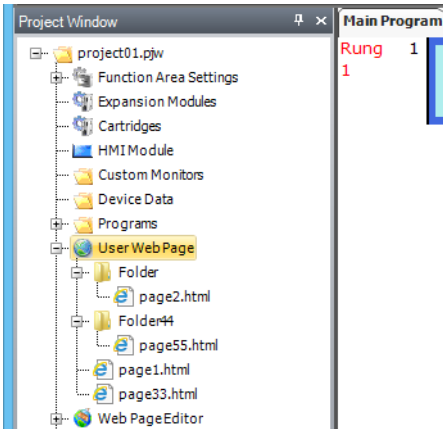 Project Window
Main Program
project01.pjw
Rung 1
1
Function Area Settings
Expansion Modules
Cartridges
HMI Module
Custom Monitors
Device Data
Programs
User Web Page
Folder
page2.html
Folder44
page55.html
page1.html
page33.html
Web Page Editor